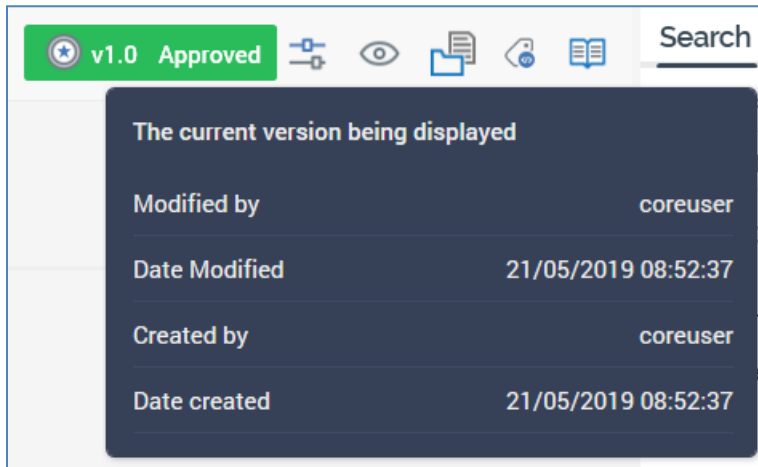 v1.0 Approved
Search
The current version being displayed
Modified by coreuser
Date Modified 21/05/2019 08:52:37
Created by coreuser
Date created 21/05/2019 08:52:37